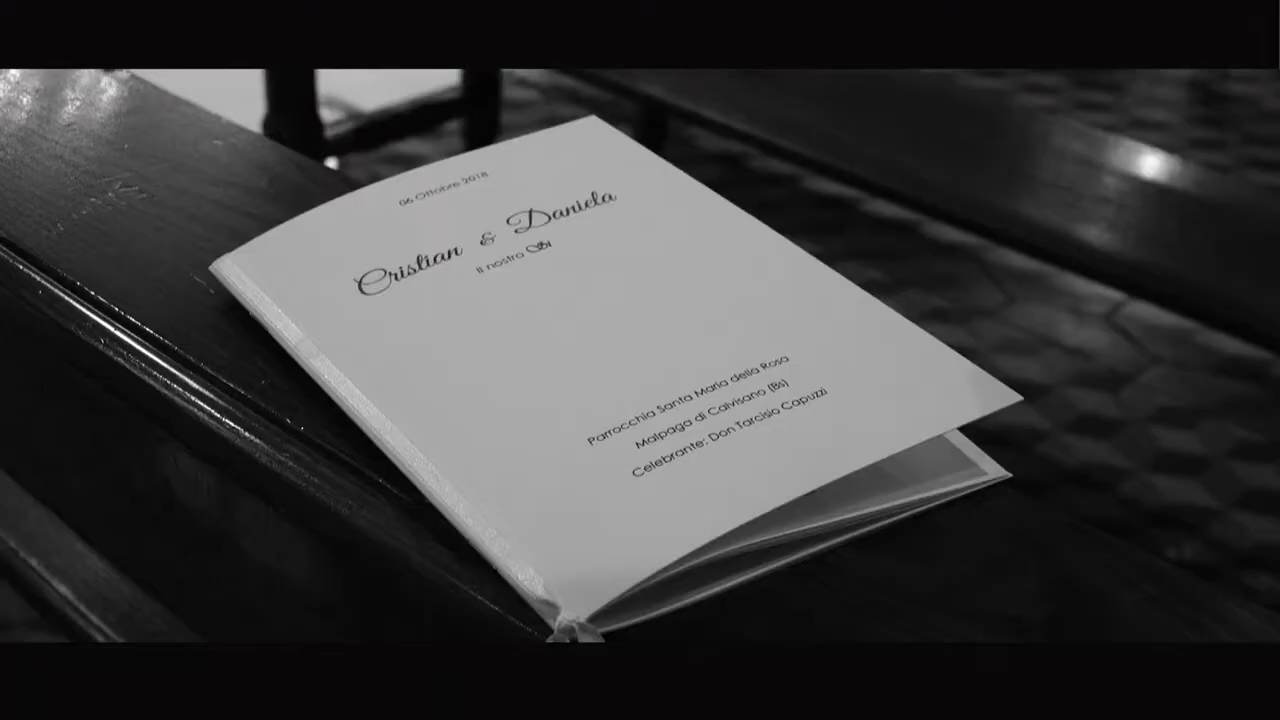 06 Ottobre 2018
Cristian & Daniela
Il nostro Sì
Parrocchia Santa Maria della Rosa
Malpaga di Calvisano (Bs)
Celebrante: Don Tarcisio Capuzzi